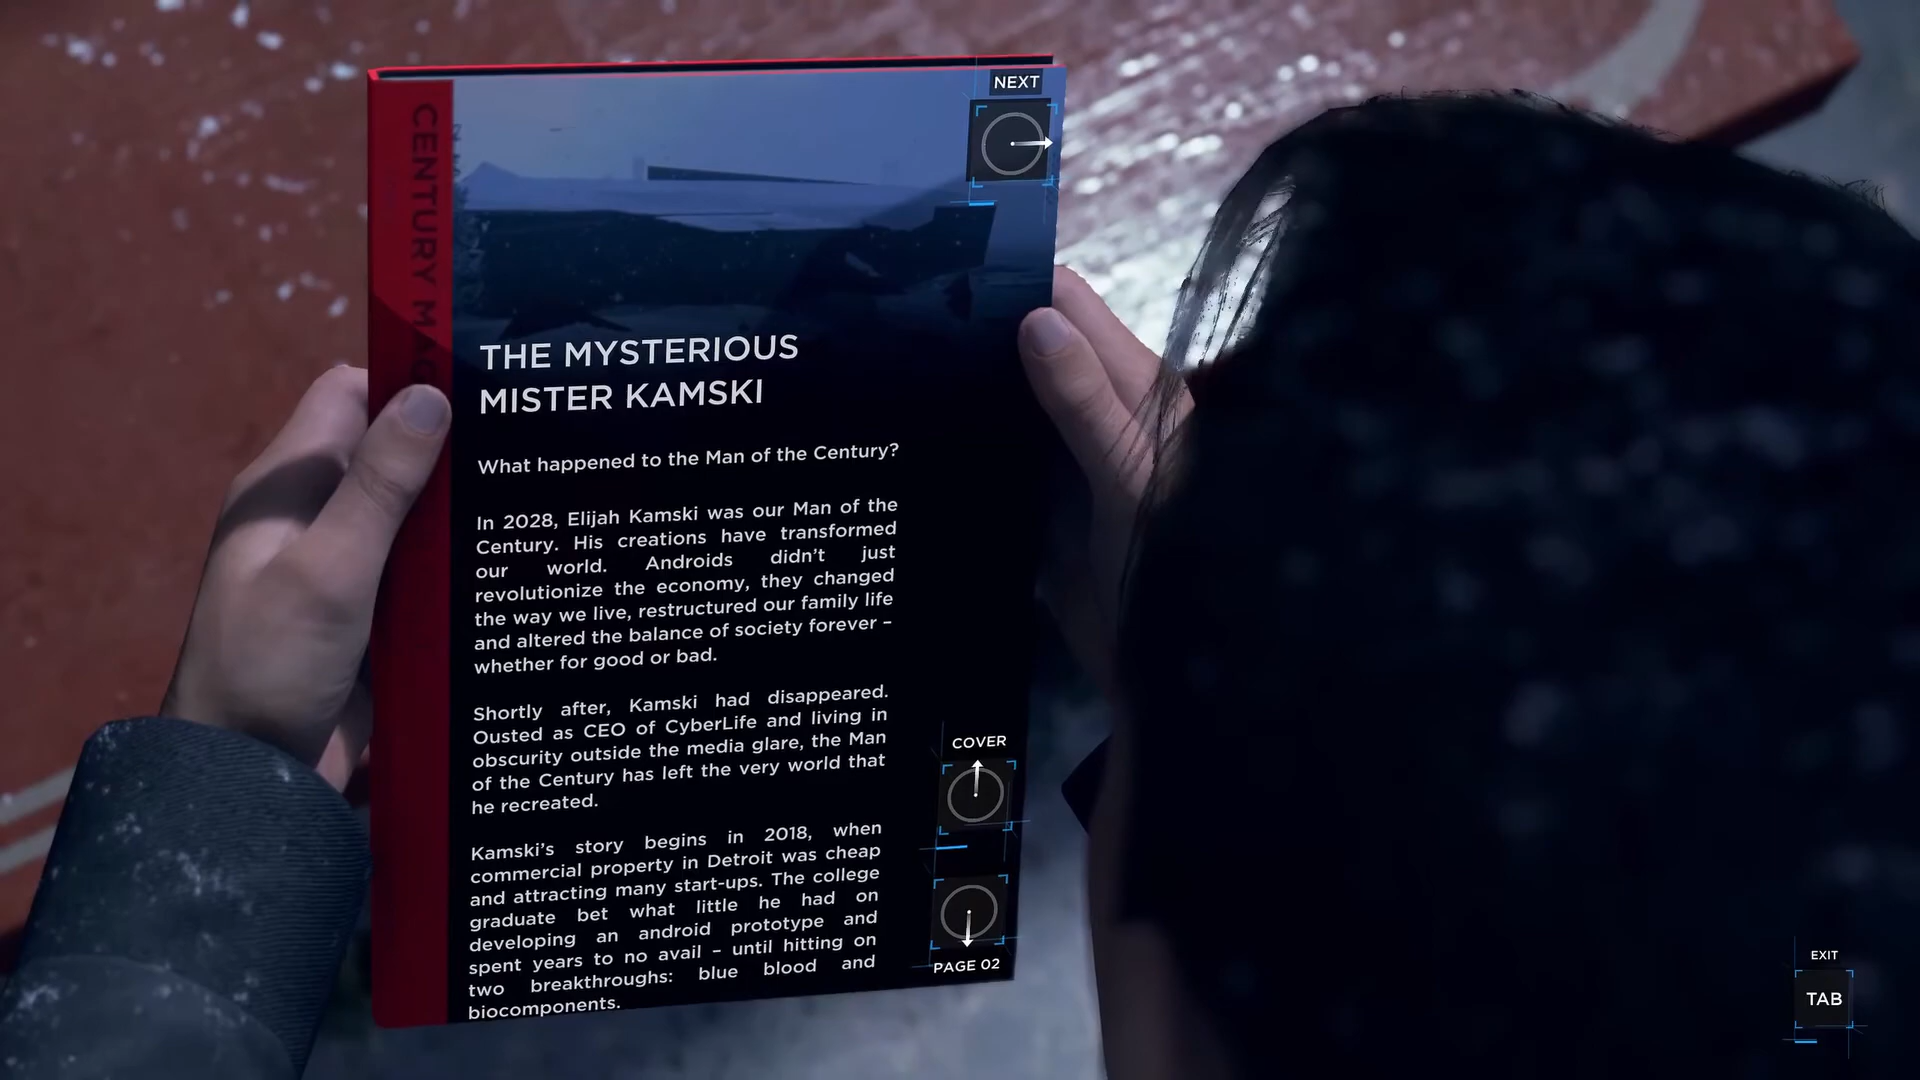 CENTURY MAG
NEXT
THE MYSTERIOUS
MISTER KAMSKI
What happened to the Man of the Century?
In 2028, Elijah Kamski was our Man of the
Century. His creations have transformed
our world. Androids didn't just
revolutionize the economy, they changed
the way we live, restructured our family life
and altered the balance of society forever –
whether for good or bad.
Shortly after, Kamski had disappeared.
Ousted as CEO of CyberLife and living in
obscurity outside the media glare, the Man
of the Century has left the very world that
he recreated.
Kamski's story begins in 2018, when
commercial property in Detroit was cheap
and attracting many start-ups. The college
graduate bet what little he had on
developing an android prototype and
spent years to no avail – until hitting on
two breakthroughs: blue blood and
biocomponents.
COVER
PAGE 02
EXIT
TAB